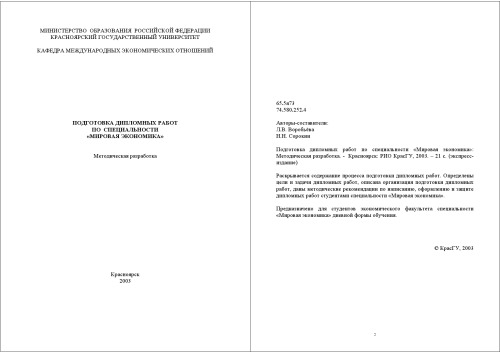 МИНИСТЕРСТВО ОБРАЗОВАНИЯ РОССИЙСКОЙ ФЕДЕРАЦИИ
КРАСНОЯРСКИЙ ГОСУДАРСТВЕННЫЙ УНИВЕРСИТЕТ
КАФЕДРА МЕЖДУНАРОДНЫХ ЭКОНОМИЧЕСКИХ ОТНОШЕНИЙ
ПОДГОТОВКА ДИПЛОМНЫХ РАБОТ
ПО СПЕЦИАЛЬНОСТИ
«МИРОВАЯ ЭКОНОМИКА»
Методическая разработка
Красноярск
2003
65.5я73
74.580.252.4
Авторы-составители:
Л.В. Воробьёва
И.Н. Сорокин
Подготовка дипломных работ по специальности «Мировая экономика»:
Методическая разработка. - Красноярск: РИО КрасГУ, 2003. – 21 с. (экспресс-
издание)
Раскрывается содержание процесса подготовки дипломных работ. Определены
цели и задачи дипломных работ, описана организация подготовки дипломных
работ, даны методические рекомендации по написанию, оформлению и защите
дипломных работ студентами специальности «Мировая экономика».
Предназначено для студентов экономического факультета специальности
«Мировая экономика» дневной формы обучения.
© КрасГУ, 2003
2